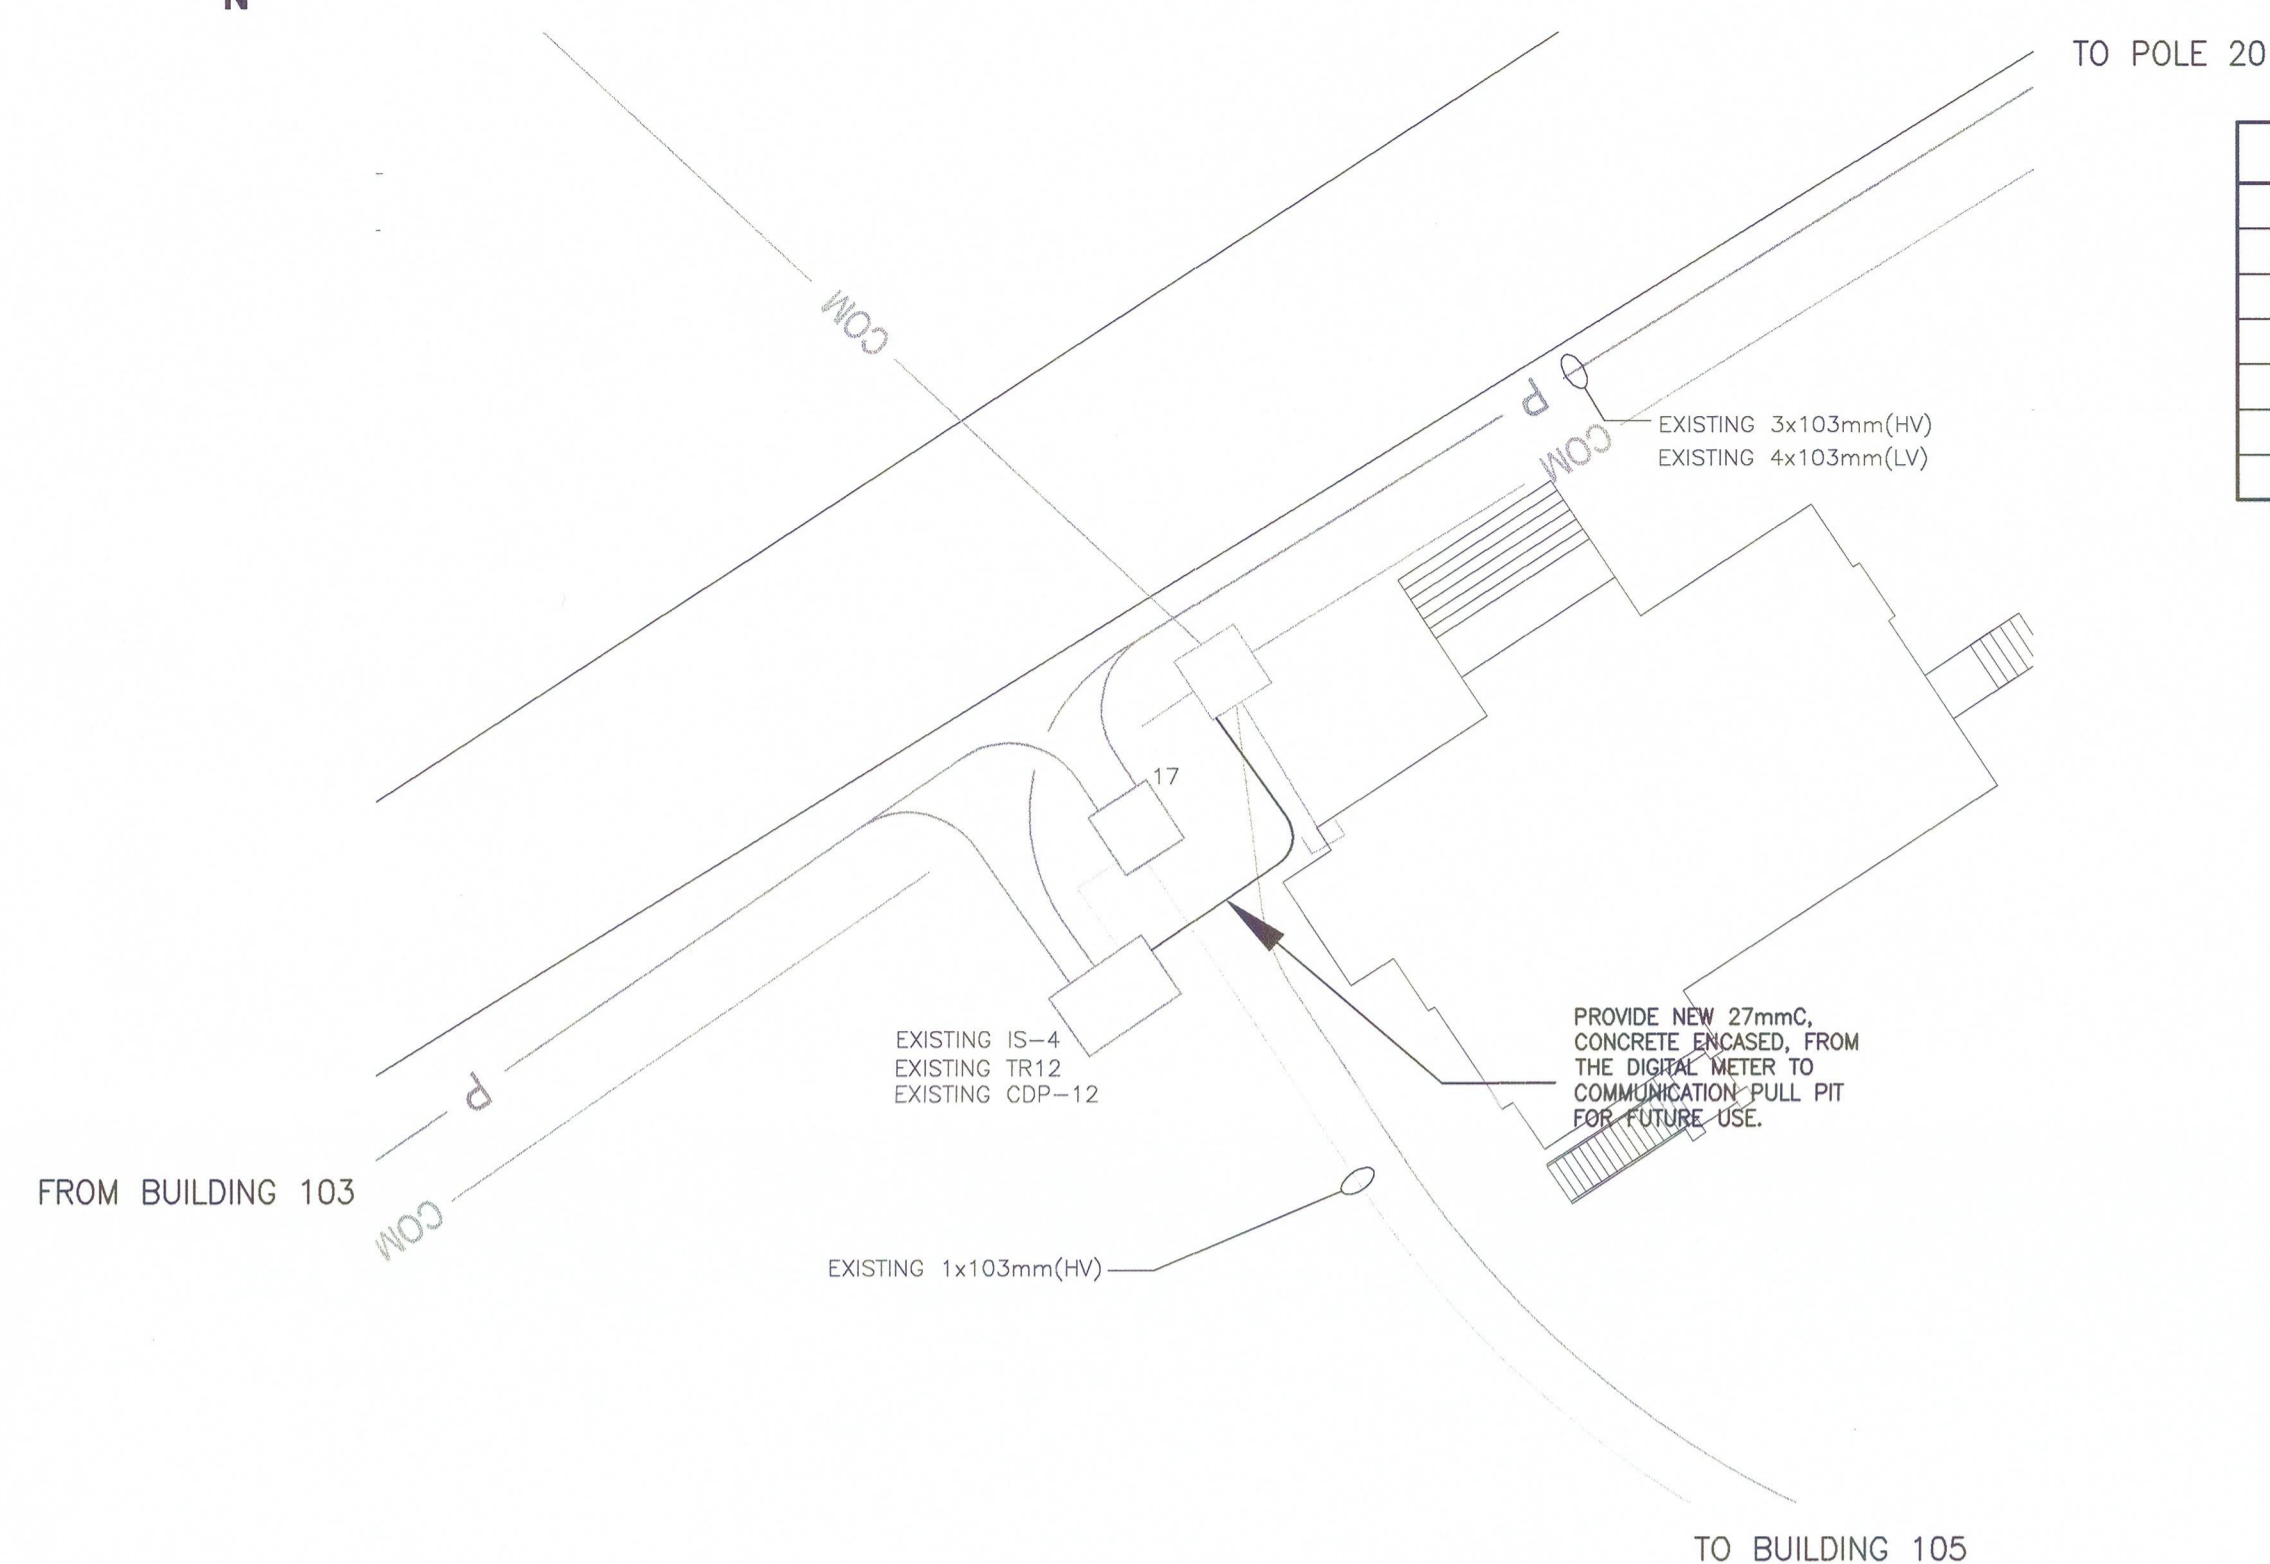 N
TO POLE 20
COM
P
EXISTING 3x103mm(HV)
COM
EXISTING 4x103mm(LV)
17
PROVIDE NEW 27mmC,
CONCRETE ENCASED, FROM
THE DIGITAL METER TO
COMMUNICATION PULL PIT
FOR FUTURE USE.
EXISTING IS-4
EXISTING TR12
EXISTING CDP-12
P
FROM BUILDING 103
COM
EXISTING 1x103mm(HV)
TO BUILDING 105